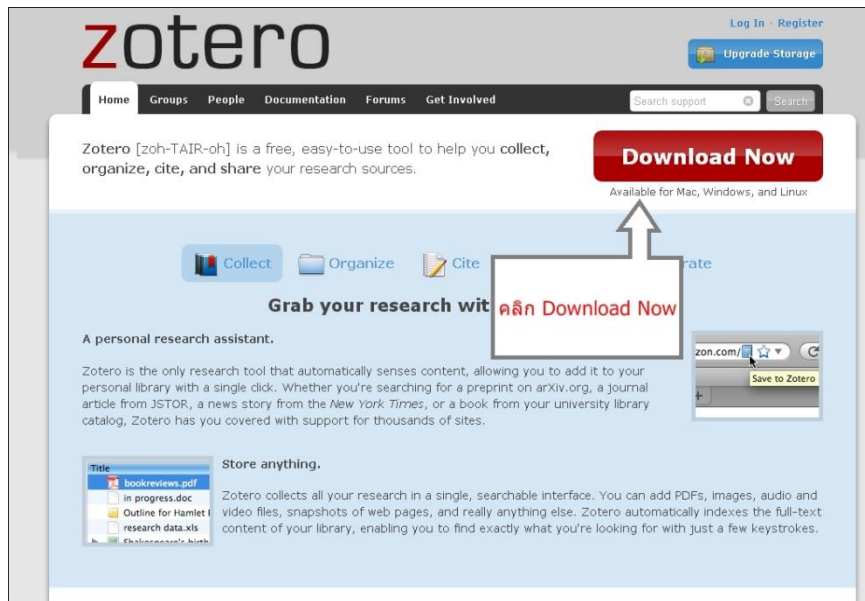 zotero
Log In · Register
Upgrade Storage
Home Groups People Documentation Forums Get Involved
Search support
Search
Zotero [zoh-TAIR-oh] is a free, easy-to-use tool to help you collect,
organize, cite, and share your research sources.
Download Now
Available for Mac, Windows, and Linux
Collect Organize Cite
คลิก Download Now
Grab your research
A personal research assistant.
Zotero is the only research tool that automatically senses content, allowing you to add it to your
personal library with a single click. Whether you're searching for a preprint on arXiv.org, a journal
article from JSTOR, a news story from the New York Times, or a book from your university library
catalog, Zotero has you covered with support for thousands of sites.
zon.com/
Save to Zotero
Title
bookreviews.pdf
in progress.doc
Outline for Hamlet
research data.xls
Store anything.
Zotero collects all your research in a single, searchable interface. You can add PDFs, images, audio and
video files, snapshots of web pages, and really anything else. Zotero automatically indexes the full-text
content of your library, enabling you to find exactly what you're looking for with just a few keystrokes.